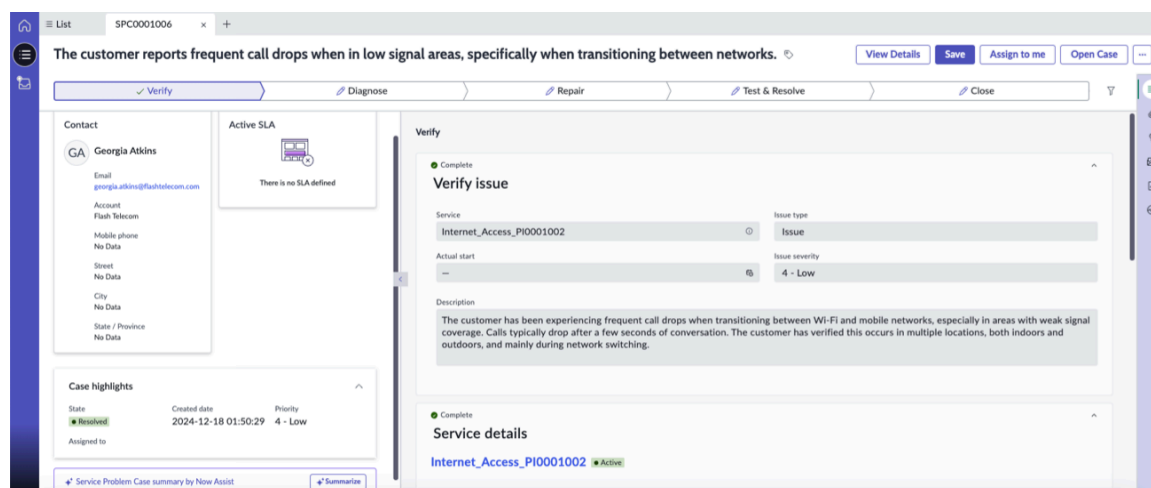 List
SPC0001006
The customer reports frequent call drops when in low signal areas, specifically when transitioning between networks.
View Details
Save
Assign to me
Open Case
Verify
Diagnose
Repair
Test & Resolve
Close
Contact
GA
Georgia Atkins
Email
georgia.atkins@flashtelecom.com
Account
Flash Telecom
Mobile phone
No Data
Street
No Data
City
No Data
State / Province
No Data
Active SLA
There is no SLA defined
Case highlights
State
Resolved
Created date
2024-12-18 01:50:29
Priority
4 - Low
Assigned to
Service Problem Case summary by Now Assist
Summarize
Verify
Complete
Verify issue
Service
Internet_Access_PI0001002
Issue type
Issue
Actual start
--
Issue severity
4 - Low
Description
The customer has been experiencing frequent call drops when transitioning between Wi-Fi and mobile networks, especially in areas with weak signal
coverage. Calls typically drop after a few seconds of conversation. The customer has verified this occurs in multiple locations, both indoors and
outdoors, and mainly during network switching.
Complete
Service details
Internet_Access_PI0001002
Active